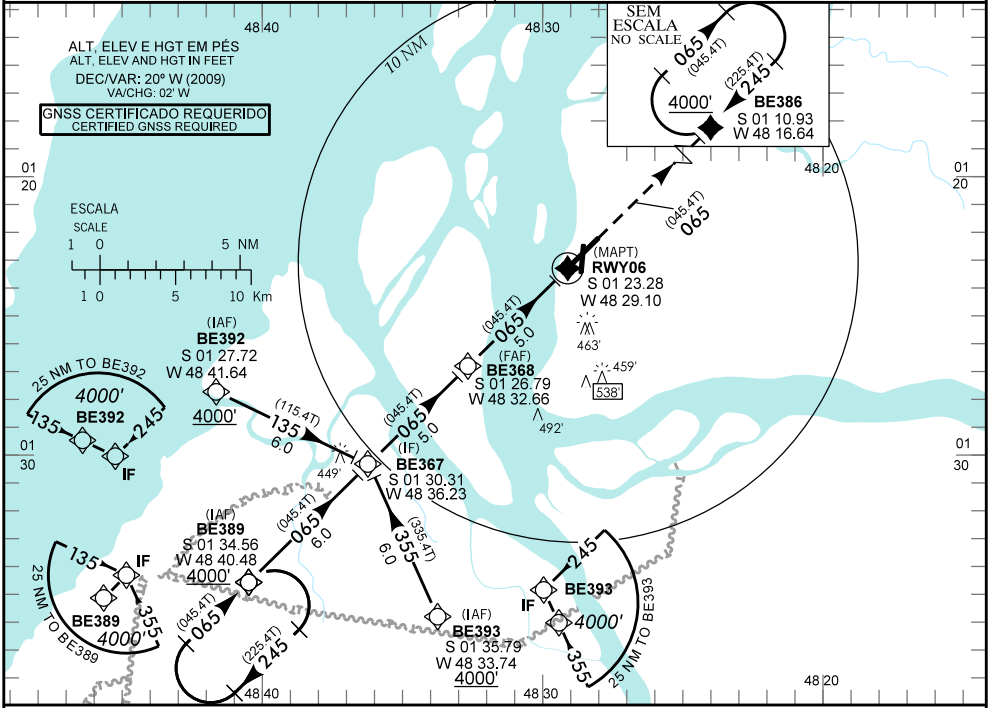 48 40
48 30
10 NM
ALT, ELEV E HGT EM PÉS
ALT, ELEV AND HGT IN FEET
DEC/VAR: 20º W (2009)
VA/CHG: 02' W
GNSS CERTIFICADO REQUERIDO
CERTIFIED GNSS REQUIRED
SEM
ESCALA
NO SCALE
065
(045.4T)
(225.4T)
245
4000'
BE386
S 01 10.93
W 48 16.64
48 20
01
20
01
20
ESCALA
SCALE
1 0 5 NM
1 0 5 10 Km
(045.4T)
065
(MAPT)
RWY06
S 01 23.28
W 48 29.10
(045.4T)
065
5.0
463'
459'
538'
492'
(FAF)
BE368
S 01 26.79
W 48 32.66
(IAF)
BE392
S 01 27.72
W 48 41.64
4000'
(115.4T)
135
6.0
(045.4T)
065
5.0
25 NM TO BE392
4000'
135
BE392
245
IF
449'
(IF)
BE367
S 01 30.31
W 48 36.23
01
30
01
30
(IAF)
BE389
S 01 34.56
W 48 40.48
4000'
(045.4T)
065
6.0
(335.4T)
355
6.0
(IAF)
BE393
S 01 35.79
W 48 33.74
4000'
135
IF
BE389
4000'
355
25 NM TO BE389
(045.4T)
065
(225.4T)
245
245
BE393
IF
4000'
355
25 NM TO BE393
48 40
48 30
48 20